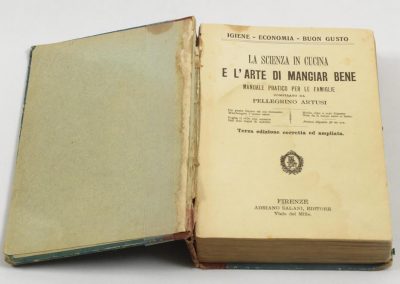 IGIENE - ECONOMIA - BUON GUSTO
LA SCIENZA IN CUCINA
E L'ARTE DI MANGIAR BENE
MANUALE PRATICO PER LE FAMIGLIE
COMPILATO DA
PELLEGRINO ARTUSI
Terza edizione corretta ed ampliata.
FIRENZE
ADRIANO SALANI, EDITORE
Viale dei Mille.